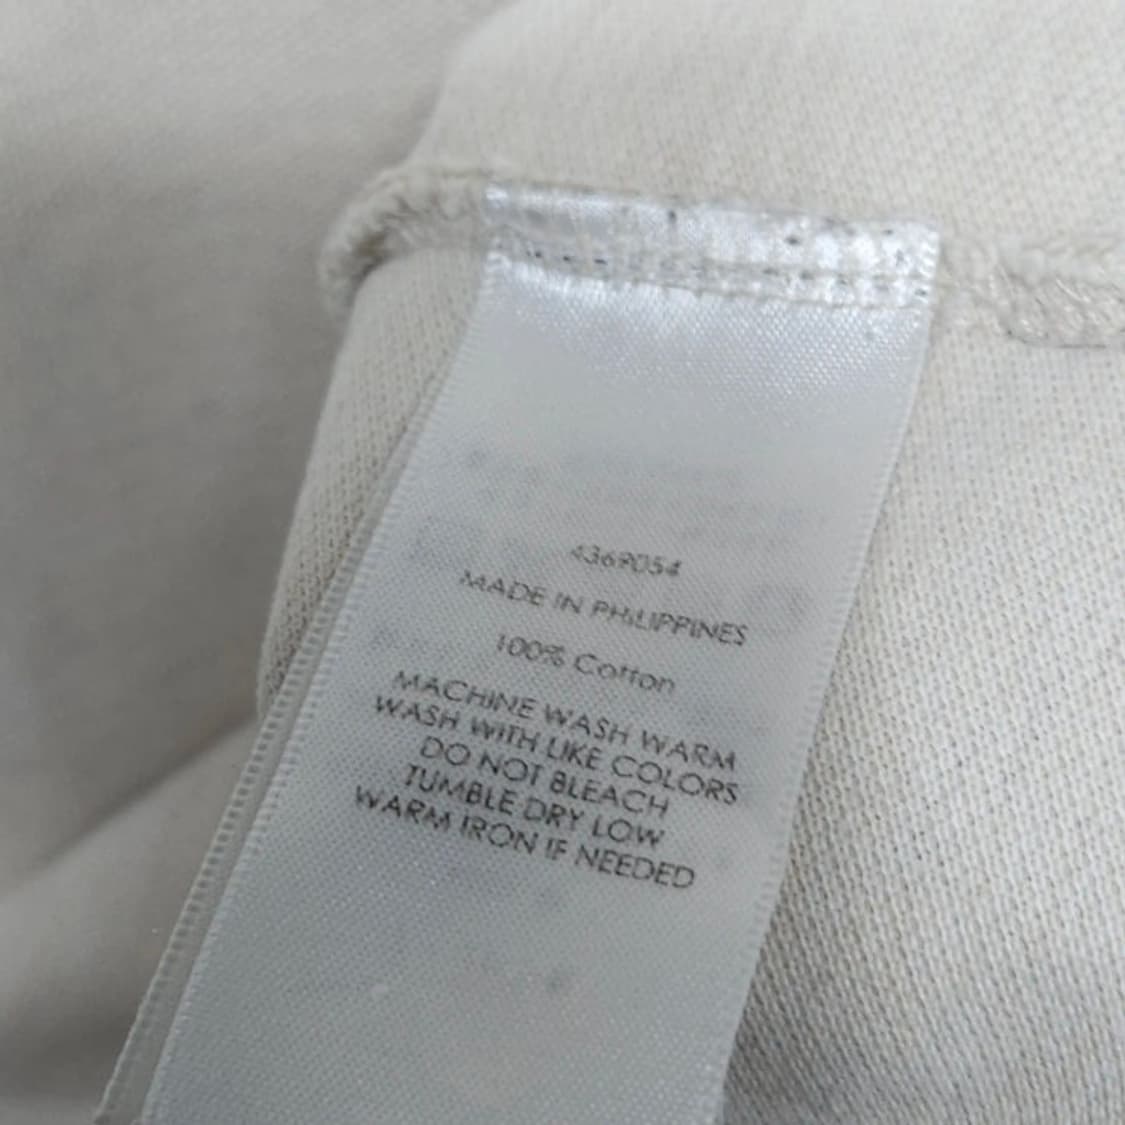 4369054
MADE IN PHILIPPINES
100% Cotton
MACHINE WASH WARM
WASH WITH LIKE COLORS
DO NOT BLEACH
TUMBLE DRY LOW
WARM IRON IF NEEDED